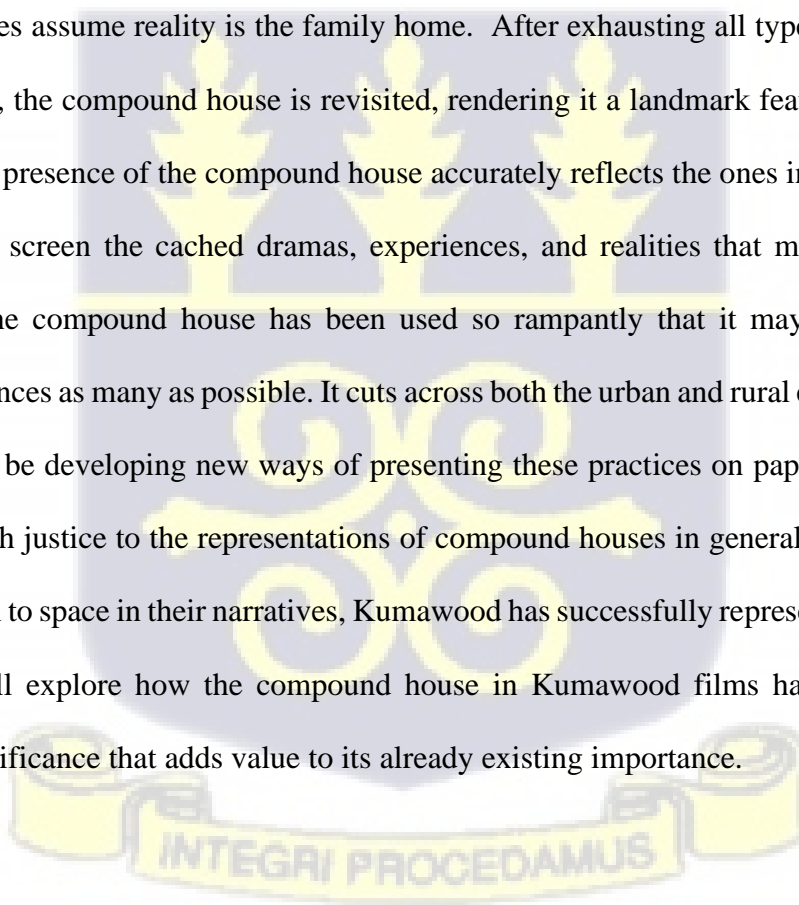 es assume reality is the family home. After exhausting all type
, the compound house is revisited, rendering it a landmark fea
presence of the compound house accurately reflects the ones i
screen the cached dramas, experiences, and realities that m
ne compound house has been used so rampantly that it may
nces as many as possible. It cuts across both the urban and rural
be developing new ways of presenting these practices on pap
h justice to the representations of compound houses in general
to space in their narratives, Kumawood has successfully repres
ll explore how the compound house in Kumawood films ha
ificance that adds value to its already existing importance.
INTEGRI PROCEDAMUS